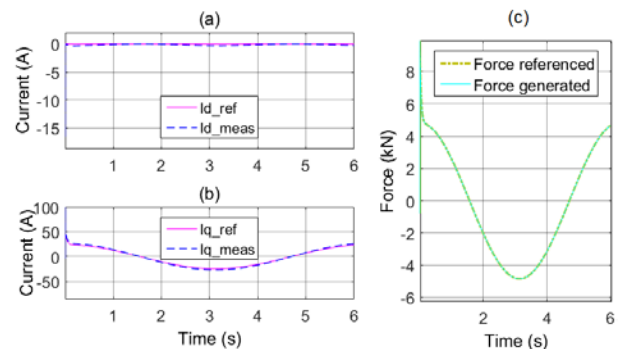 (a)
Current (A)
0
-5
-10
-15
Id_ref
Id_meas
1 2 3 4 5 6
(b)
Current (A)
100
50
0
-50
Iq_ref
Iq_meas
1 2 3 4 5 6
Time (s)
(c)
Force (kN)
8
6
4
2
0
-2
-4
-6
Force referenced
Force generated
2 4 6
Time (s)